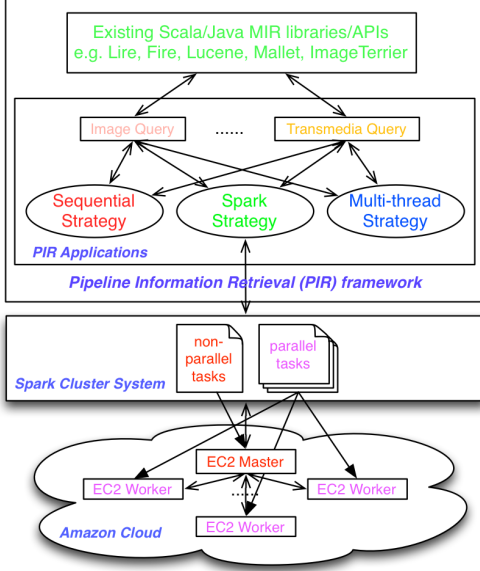 Existing Scala/Java MIR libraries/APIs
e.g. Lire, Fire, Lucene, Mallet, ImageTerrier
Image Query
......
Transmedia Query
Sequential
Strategy
Spark
Strategy
Multi-thread
Strategy
PIR Applications
Pipeline Information Retrieval (PIR) framework
non-
parallel
tasks
parallel
tasks
Spark Cluster System
EC2 Master
EC2 Worker
......
EC2 Worker
EC2 Worker
Amazon Cloud